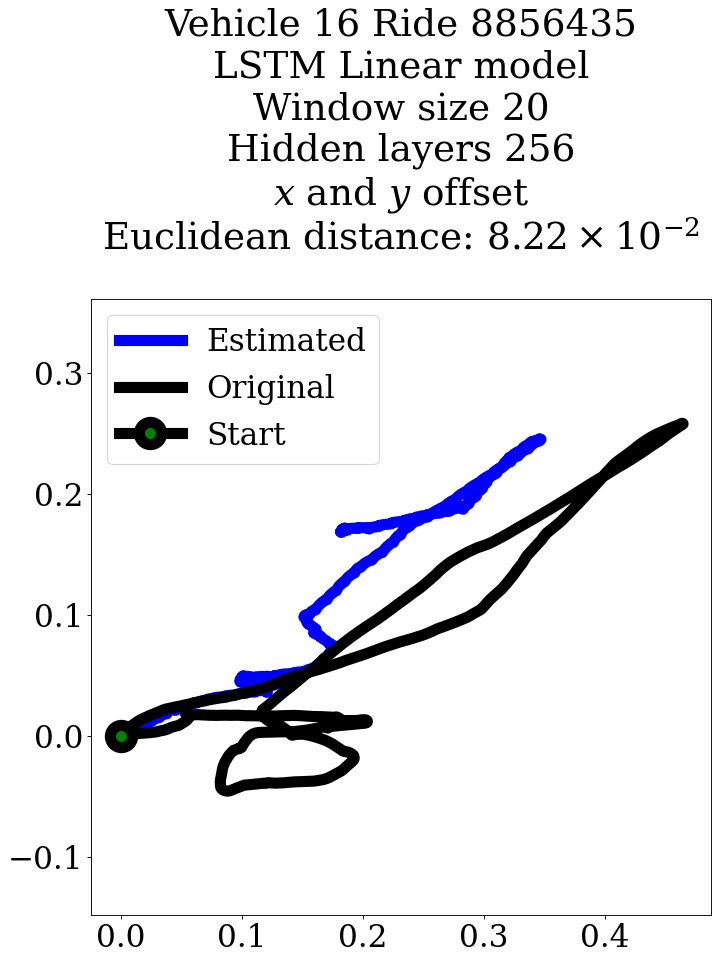 Vehicle 16 Ride 8856435
LSTM Linear model
Window size 20
Hidden layers 256
x and y offset
Euclidean distance: 8.22 × 10⁻²
Estimated
Original
Start
0.3
0.2
0.1
0.0
−0.1
0.0 0.1 0.2 0.3 0.4